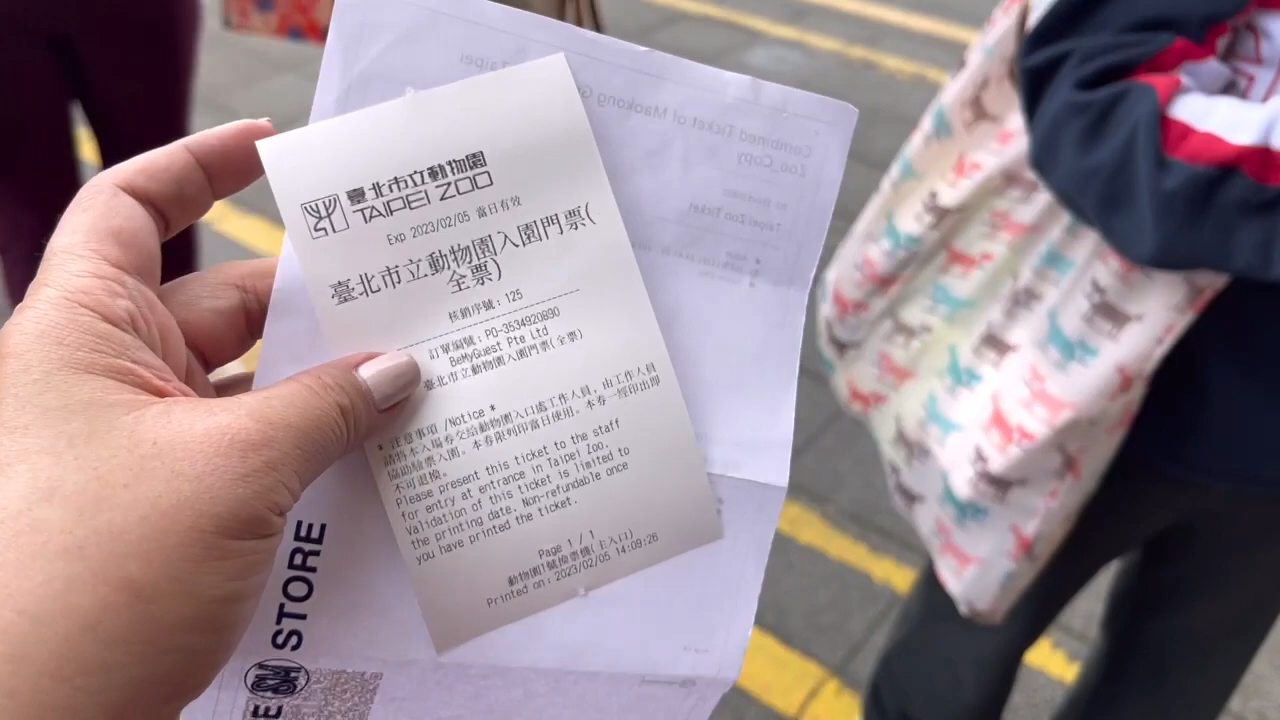 臺北市立動物園
TAIPEI ZOO
Exp 2023/02/05 當日有效
臺北市立動物園入園門票(
全票)
核銷序號: 125
訂單編號: PO-3534920890
BeMyGuest Pte Ltd
臺北市立動物園入園門票(全票)
* 注意事項 /Notice *
請將本入場券交給動物園入口處工作人員, 由工作人員
協助驗票入園。本券限列印當日使用。本券一經印出即
不可退換。
Please present this ticket to the staff
for entry at entrance in Taipei Zoo.
Validation of this ticket is limited to
the printing date. Non-refundable once
you have printed the ticket.
Page 1 / 1
動物園1號換票機(主入口)
Printed on: 2023/02/05 14:09:26
Combined Ticket of Maokong
Zoo_Copy
Taipei Zoo Ticket
E SM STORE